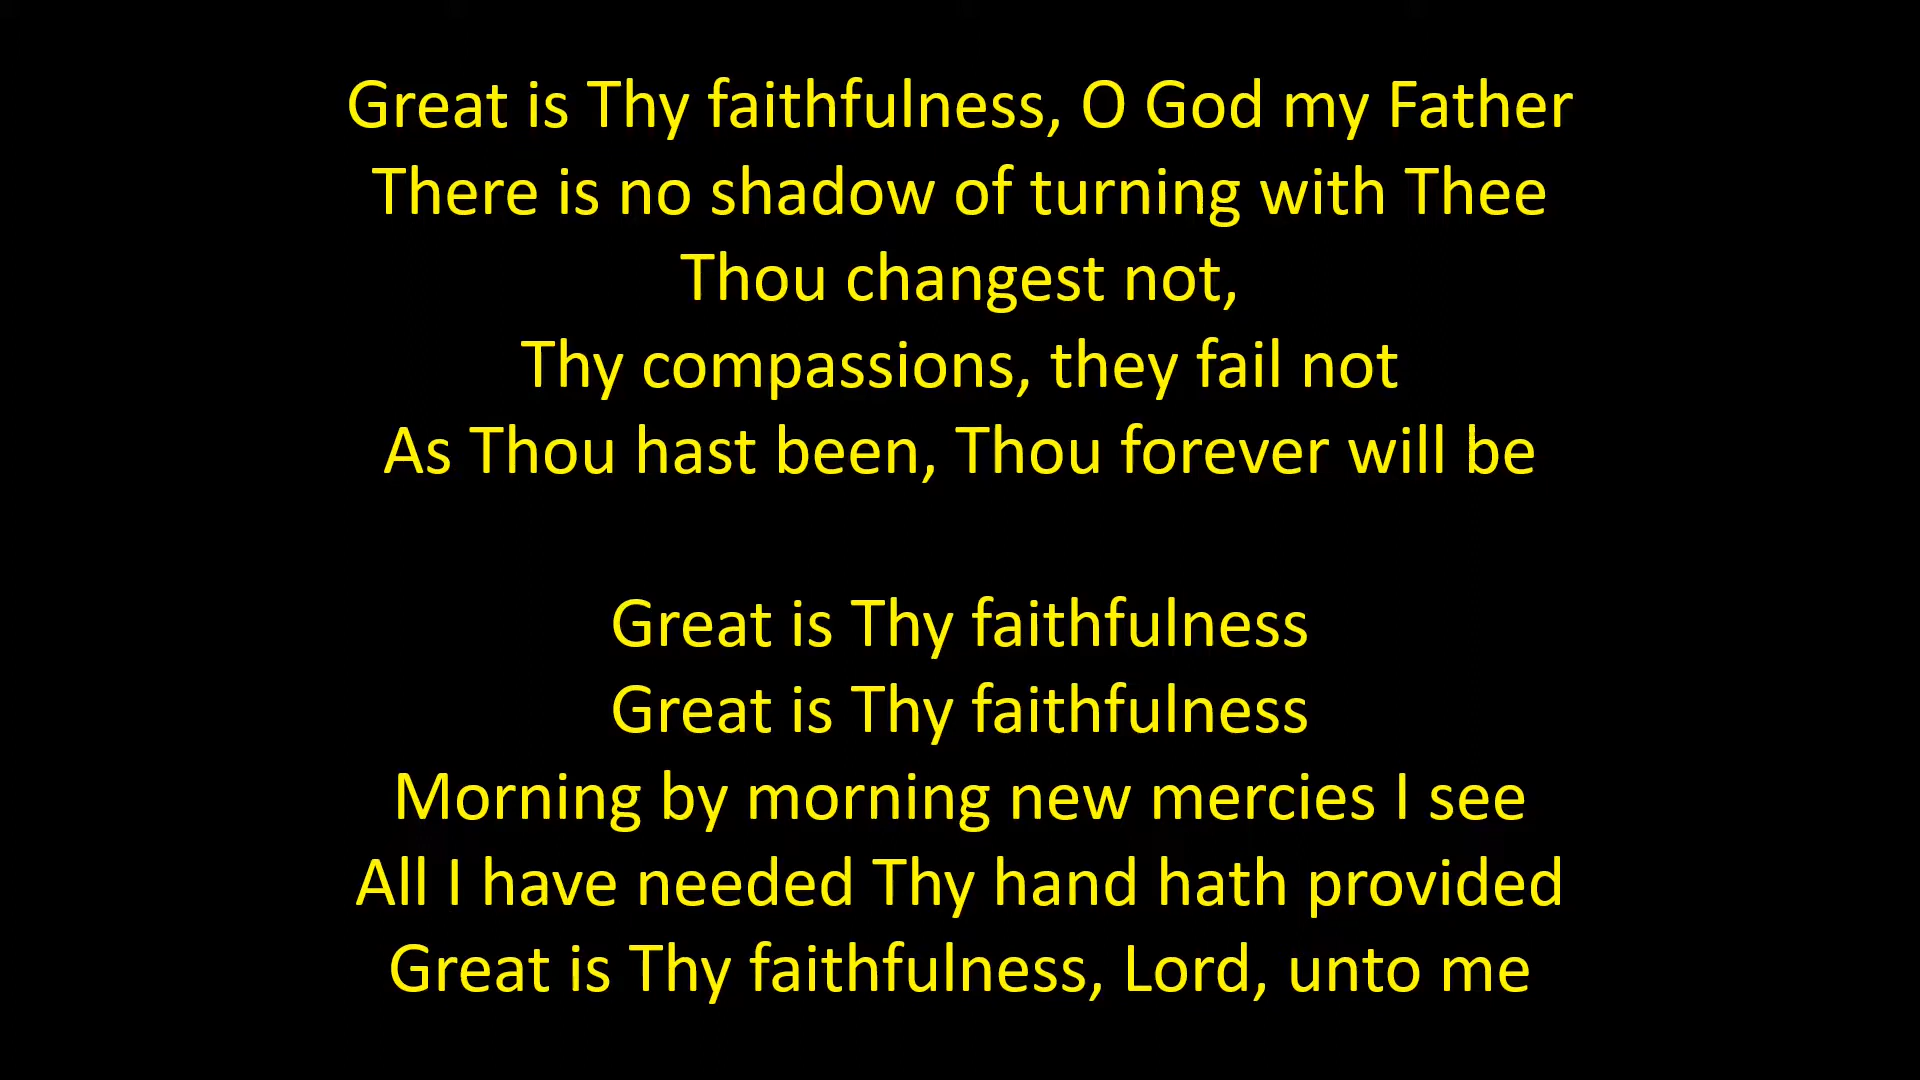 Great is Thy faithfulness, O God my Father
There is no shadow of turning with Thee
Thou changest not,
Thy compassions, they fail not
As Thou hast been, Thou forever will be
Great is Thy faithfulness
Great is Thy faithfulness
Morning by morning new mercies I see
All I have needed Thy hand hath provided
Great is Thy faithfulness, Lord, unto me